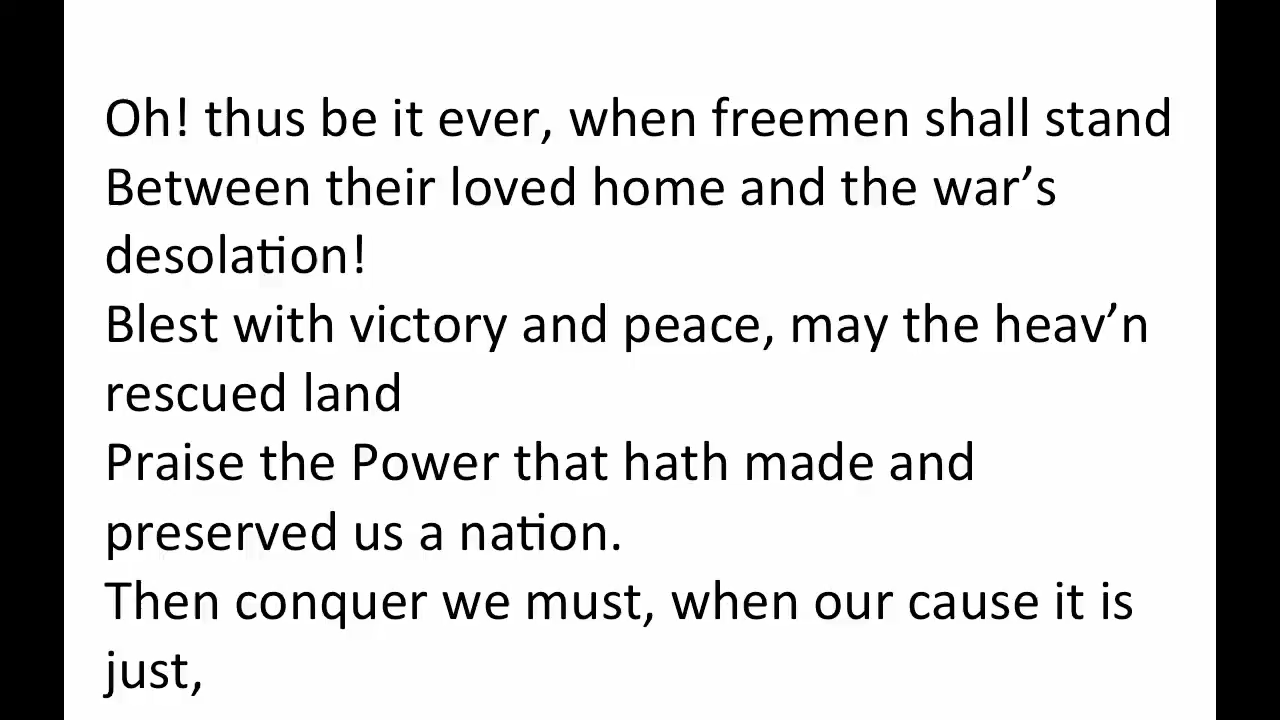 Oh! thus be it ever, when freemen shall stand
Between their loved home and the war’s
desolation!
Blest with victory and peace, may the heav’n
rescued land
Praise the Power that hath made and
preserved us a nation.
Then conquer we must, when our cause it is
just,